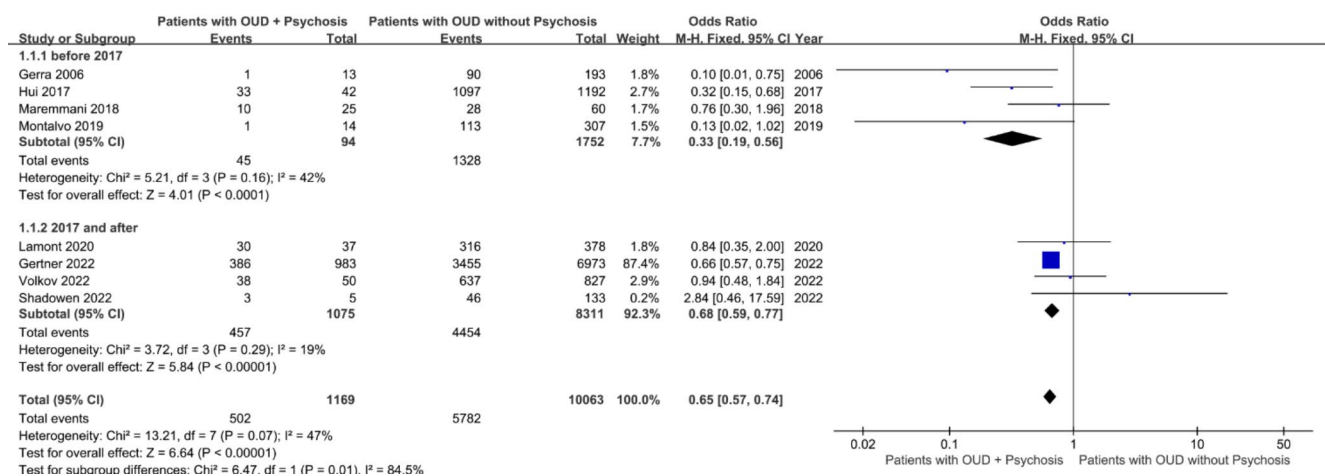 Patients with OUD + Psychosis Patients with OUD without Psychosis Odds Ratio Odds Ratio
Study or Subgroup Events Total Events Total Weight M-H. Fixed. 95% CI Year M-H. Fixed. 95% CI
1.1.1 before 2017
Gerra 2006 1 13 90 193 1.8% 0.10 [0.01, 0.75] 2006
Hui 2017 33 42 1097 1192 2.7% 0.32 [0.15, 0.68] 2017
Maremmani 2018 10 25 28 60 1.7% 0.76 [0.30, 1.96] 2018
Montalvo 2019 1 14 113 307 1.5% 0.13 [0.02, 1.02] 2019
Subtotal (95% CI) 94 1752 7.7% 0.33 [0.19, 0.56]
Total events 45 1328
Heterogeneity: Chi² = 5.21, df = 3 (P = 0.16); I² = 42%
Test for overall effect: Z = 4.01 (P < 0.0001)
1.1.2 2017 and after
Lamont 2020 30 37 316 378 1.8% 0.84 [0.35, 2.00] 2020
Gertner 2022 386 983 3455 6973 87.4% 0.66 [0.57, 0.75] 2022
Volkov 2022 38 50 637 827 2.9% 0.94 [0.48, 1.84] 2022
Shadowen 2022 3 5 46 133 0.2% 2.84 [0.46, 17.59] 2022
Subtotal (95% CI) 1075 8311 92.3% 0.68 [0.59, 0.77]
Total events 457 4454
Heterogeneity: Chi² = 3.72, df = 3 (P = 0.29); I² = 19%
Test for overall effect: Z = 5.84 (P < 0.00001)
Total (95% CI) 1169 10063 100.0% 0.65 [0.57, 0.74]
Total events 502 5782
Heterogeneity: Chi² = 13.21, df = 7 (P = 0.07); I² = 47%
Test for overall effect: Z = 6.64 (P < 0.00001)
Test for subgroup differences: Chi² = 6.47, df = 1 (P = 0.01), I² = 84.5%
0.02 0.1 1 10 50
Patients with OUD + Psychosis Patients with OUD without Psychosis